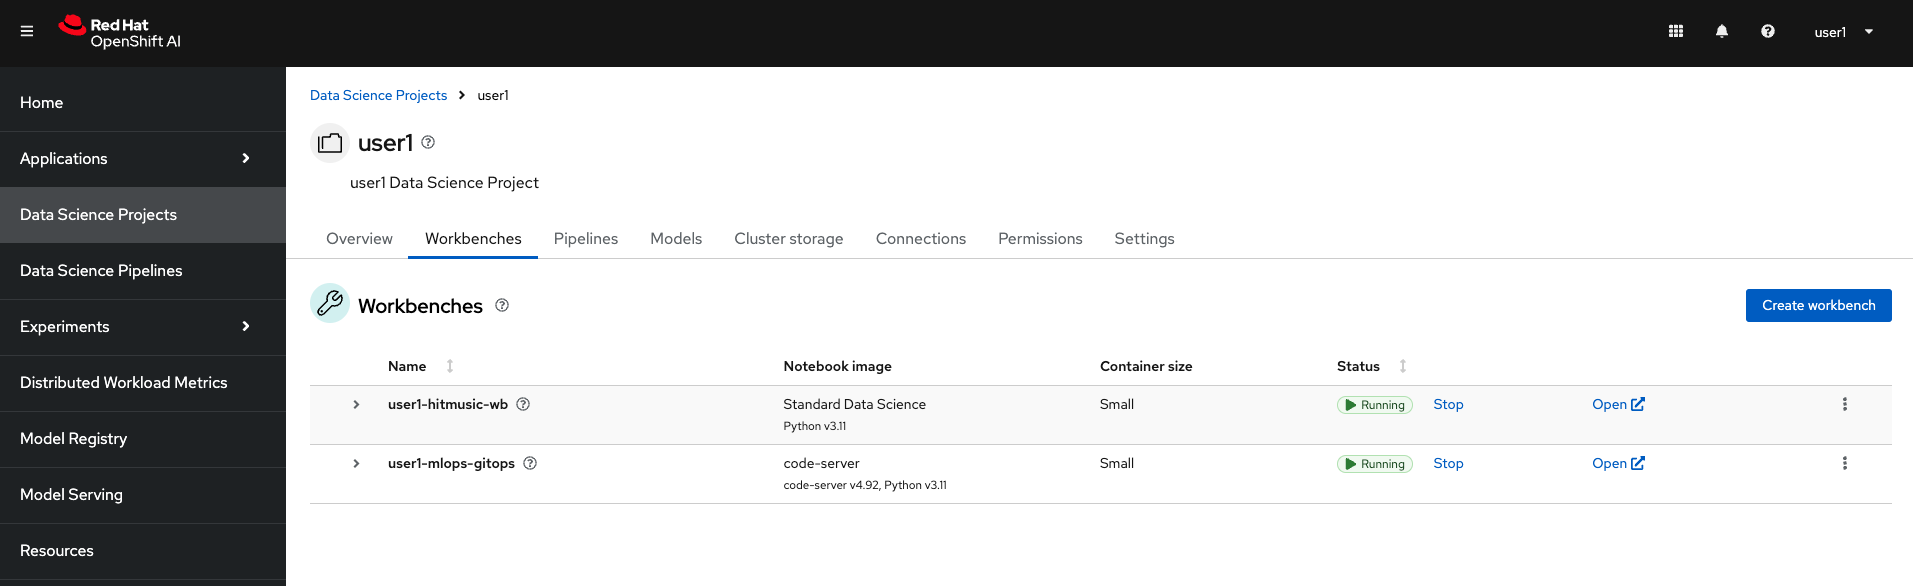 Red Hat
OpenShift AI
user1
Home
Applications
Data Science Projects
Data Science Pipelines
Experiments
Distributed Workload Metrics
Model Registry
Model Serving
Resources
Data Science Projects > user1
user1
user1 Data Science Project
Overview Workbenches Pipelines Models Cluster storage Connections Permissions Settings
Workbenches
Create workbench
Name Notebook image Container size Status
user1-hitmusic-wb Standard Data Science Small Running Stop Open
Python v3.11
user1-mlops-gitops code-server Small Running Stop Open
code-server v4.92, Python v3.11